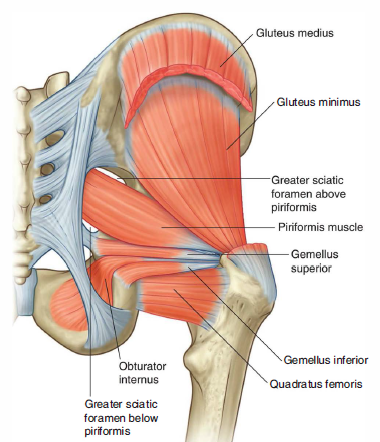 Gluteus medius
Gluteus minimus
Greater sciatic
foramen above
piriformis
Piriformis muscle
Gemellus
superior
Gemellus inferior
Quadratus femoris
Obturator
internus
Greater sciatic
foramen below
piriformis